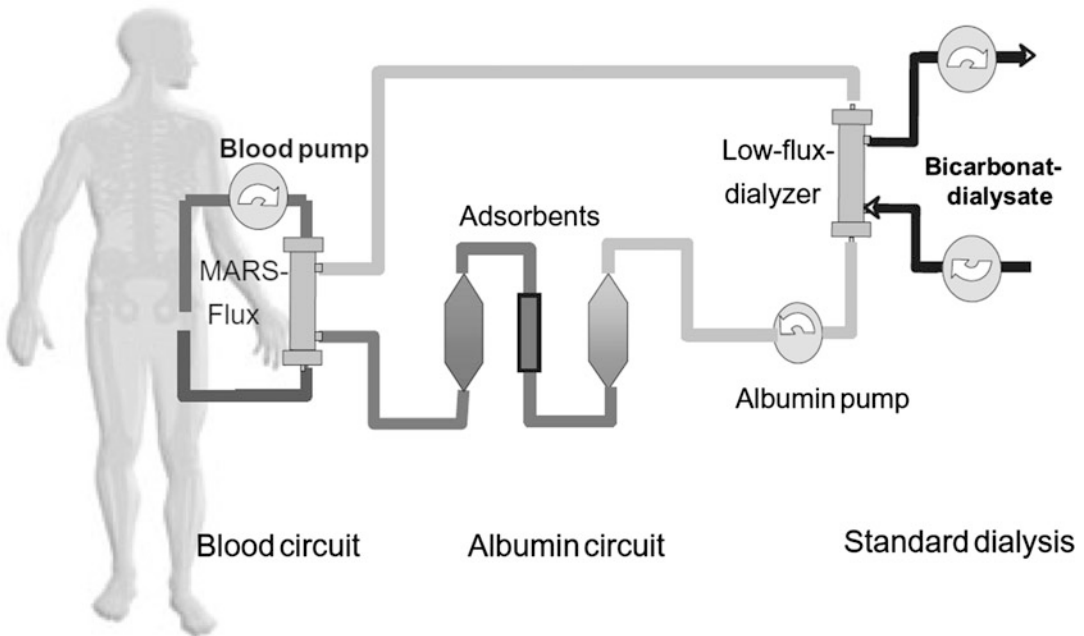 Blood pump
MARS-
Flux
Adsorbents
Low-flux-
dialyzer
Bicarbonat-
dialysate
Albumin pump
Blood circuit
Albumin circuit
Standard dialysis